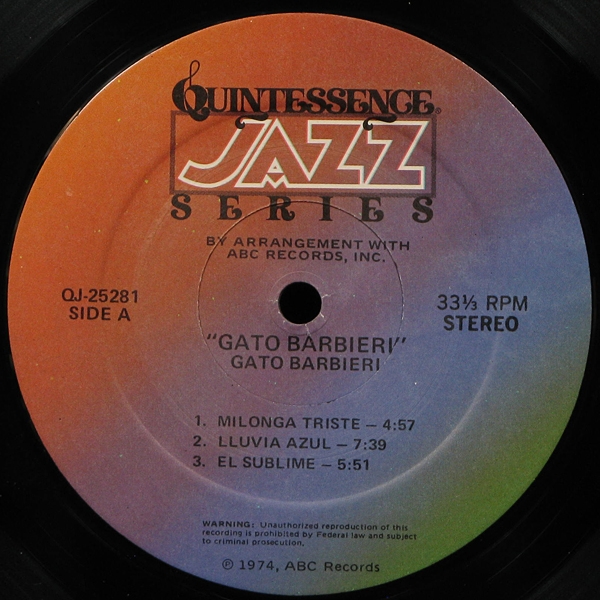 QUINTESSENCE®
JAZZ
SERIES
BY ARRANGEMENT WITH
ABC RECORDS, INC.
QJ-25281
SIDE A
33⅓ RPM
STEREO
"GATO BARBIERI"
GATO BARBIERI
1. MILONGA TRISTE – 4:57
2. LLUVIA AZUL – 7:39
3. EL SUBLIME – 5:51
WARNING: Unauthorized reproduction of this
recording is prohibited by Federal law and subject
to criminal prosecution.
℗ 1974, ABC Records